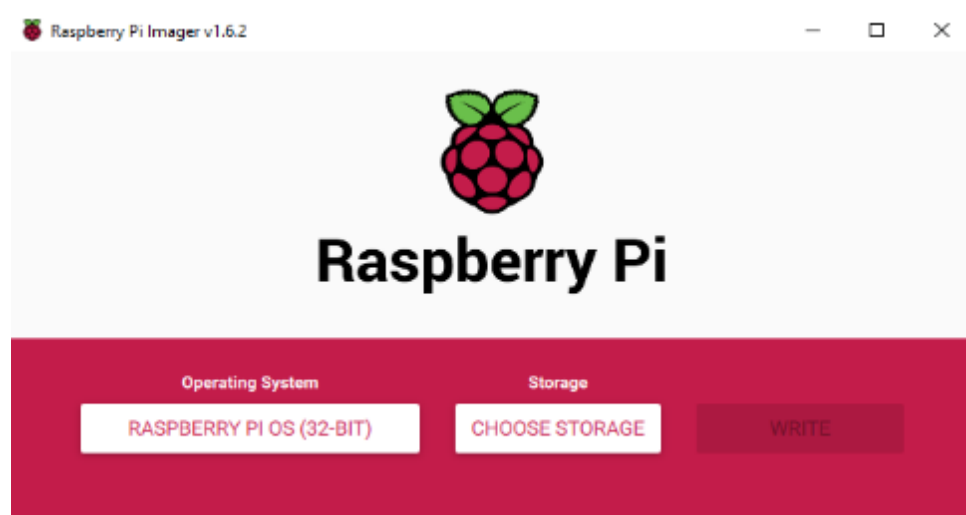 Raspberry Pi Imager v1.6.2
Raspberry Pi
Operating System
Storage
RASPBERRY PI OS (32-BIT)
CHOOSE STORAGE
WRITE